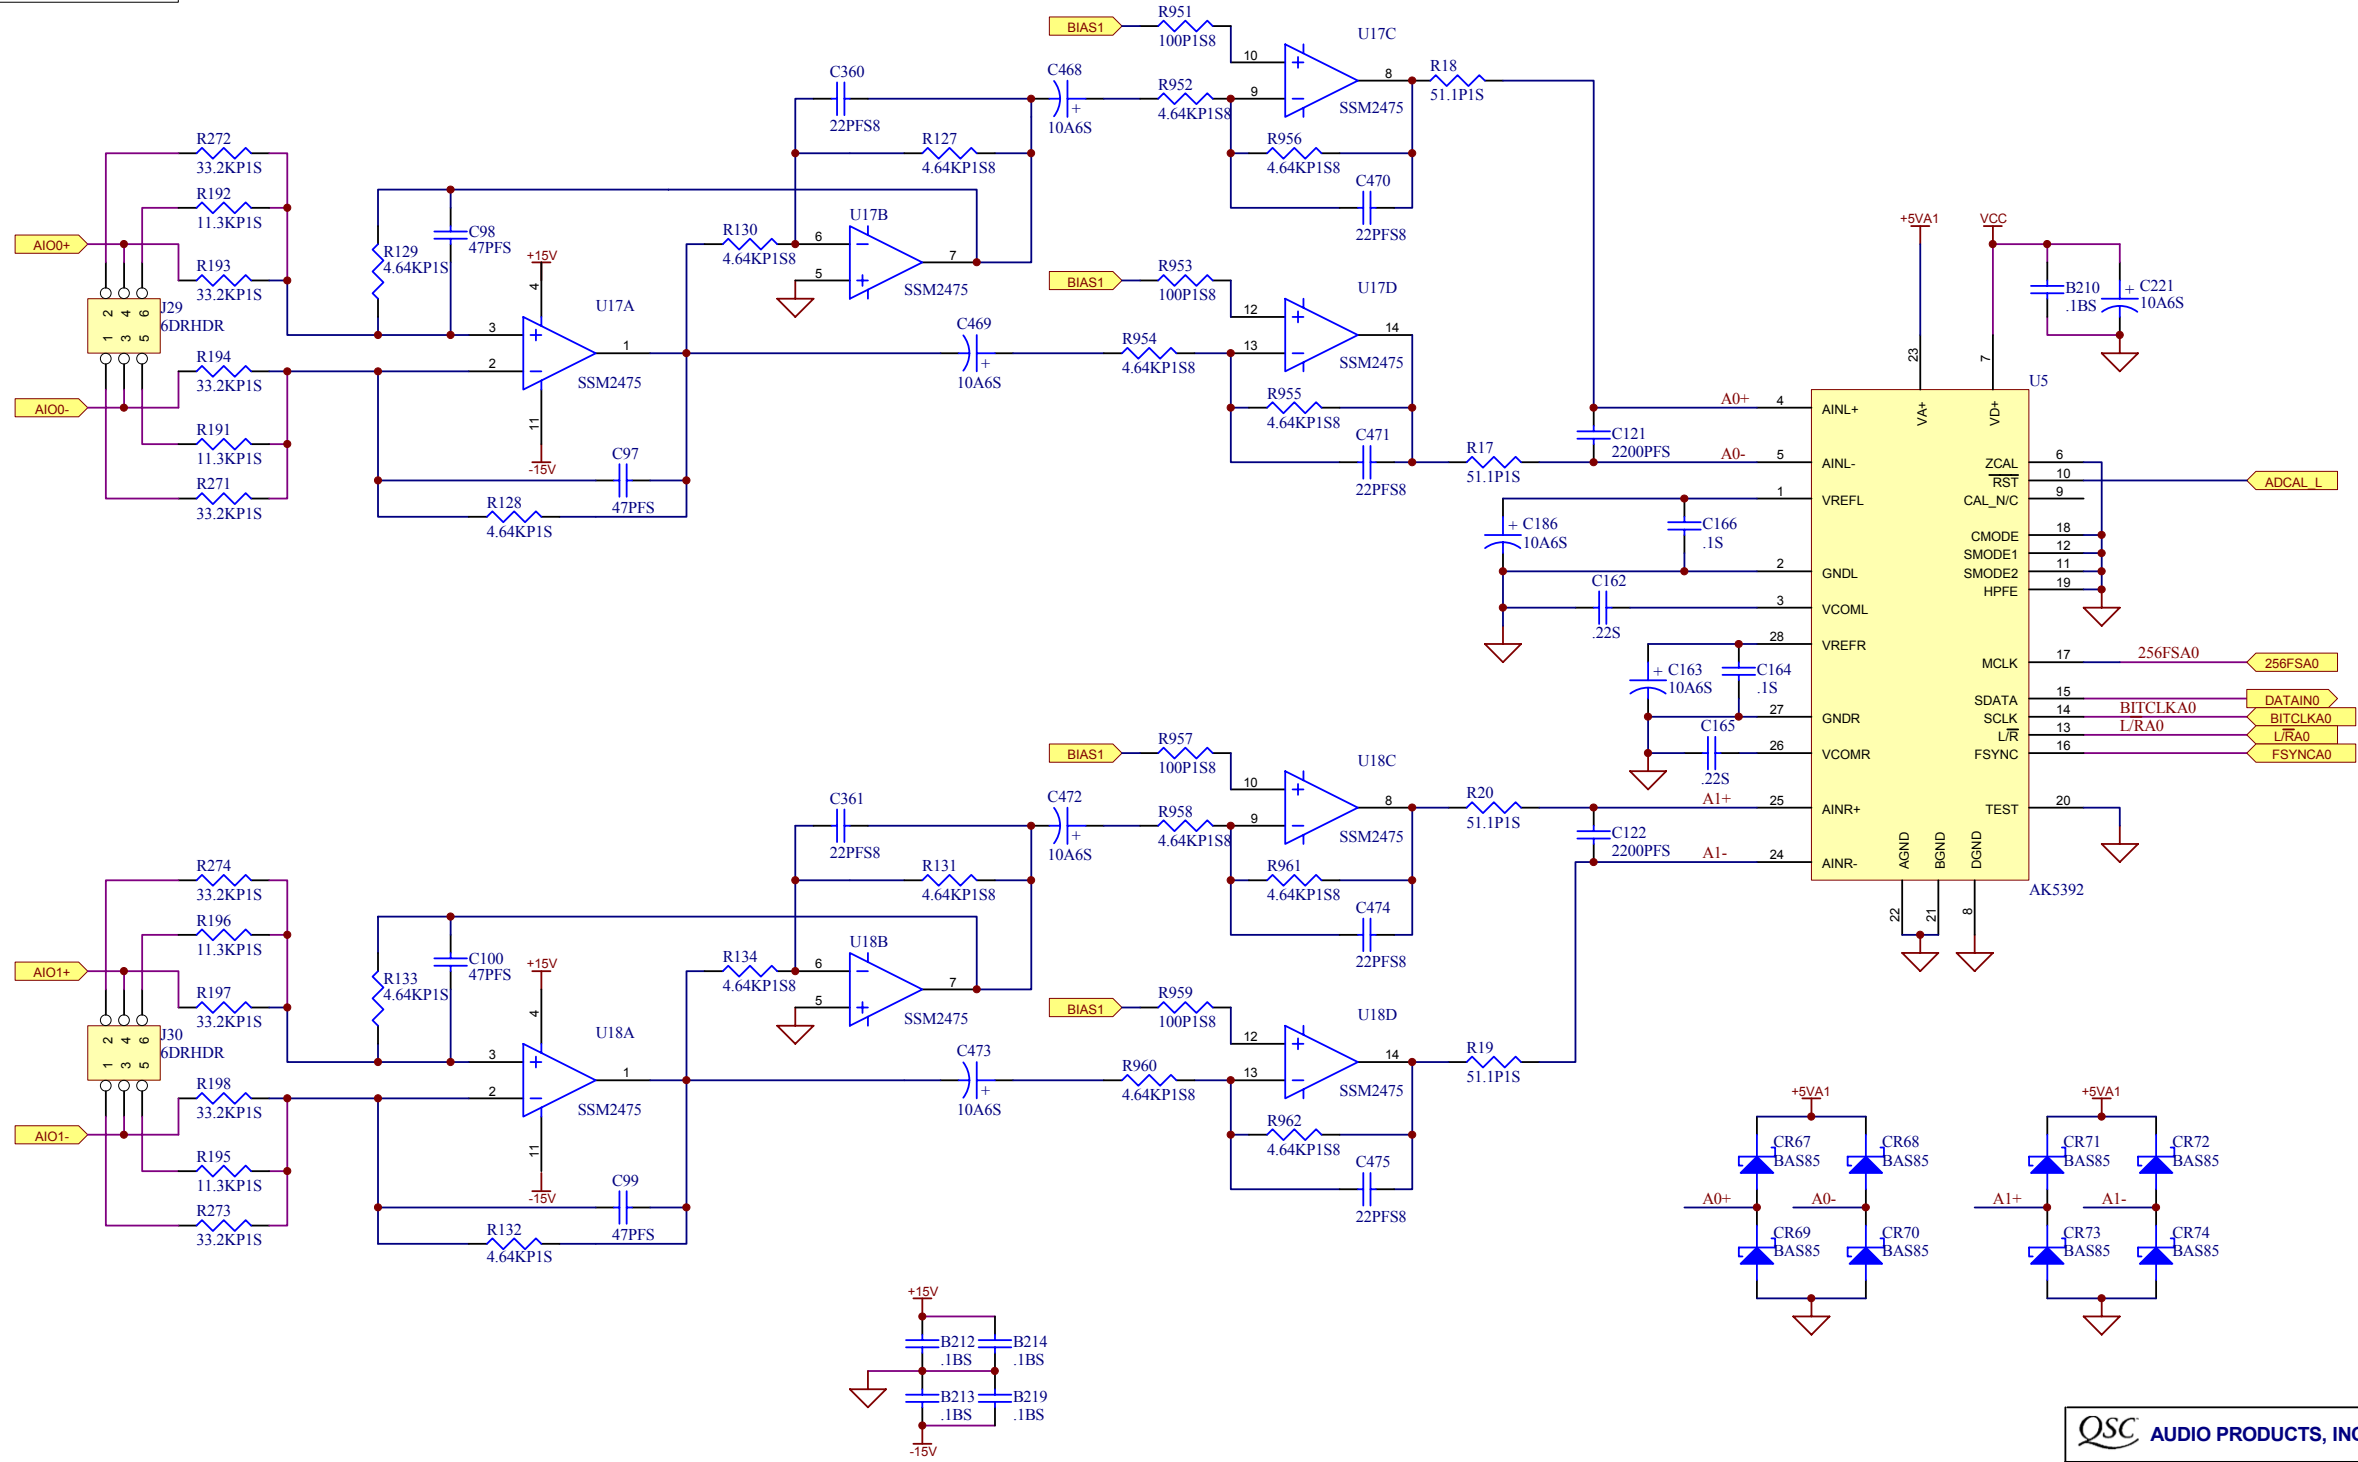 BIAS1
R951
100P1S8
10
9
8
U17C
SSM2475
R18
51.1P1S
C360
22PFS8
C468
+
10A6S
R952
4.64KP1S8
R127
4.64KP1S8
R956
4.64KP1S8
C470
22PFS8
R272
33.2KP1S
R192
11.3KP1S
AIO0+
R193
33.2KP1S
2 4 6
1 3 5
J29
6DRHDR
R194
33.2KP1S
AIO0-
R191
11.3KP1S
R271
33.2KP1S
R129
4.64KP1S
C98
47PFS
+15V
4
U17A
3
2
1
SSM2475
11
-15V
C97
47PFS
R128
4.64KP1S
R130
4.64KP1S8
U17B
6
5
7
SSM2475
C469
+
10A6S
BIAS1
R953
100P1S8
U17D
12
13
14
SSM2475
R954
4.64KP1S8
R955
4.64KP1S8
C471
22PFS8
R17
51.1P1S
C121
2200PFS
A0+
A0-
+5VA1
VCC
B210
.1BS
+ C221
10A6S
23
7
U5
VA+
VD+
4 AINL+
5 AINL-
1 VREFL
2 GNDL
3 VCOML
28 VREFR
27 GNDR
26 VCOMR
25 AINR+
24 AINR-
ZCAL 6
RST 10
CAL_N/C 9
CMODE 18
SMODE1 12
SMODE2 11
HPFE 19
MCLK 17
SDATA 15
SCLK 14
L/R 13
FSYNC 16
TEST 20
AGND
BGND
DGND
22
21
8
AK5392
ADCAL_L
256FSA0
256FSA0
DATAIN0
BITCLKA0
BITCLKA0
L/RA0
L/RA0
FSYNCA0
+ C186
10A6S
C166
.1S
C162
.22S
+ C163
10A6S
C164
.1S
C165
.22S
BIAS1
R957
100P1S8
U18C
10
9
8
SSM2475
R20
51.1P1S
A1+
C122
2200PFS
A1-
C361
22PFS8
C472
+
10A6S
R958
4.64KP1S8
R131
4.64KP1S8
R961
4.64KP1S8
C474
22PFS8
R274
33.2KP1S
R196
11.3KP1S
AIO1+
R197
33.2KP1S
2 4 6
1 3 5
J30
6DRHDR
R198
33.2KP1S
AIO1-
R195
11.3KP1S
R273
33.2KP1S
R133
4.64KP1S
C100
47PFS
+15V
4
U18A
3
2
1
SSM2475
11
-15V
C99
47PFS
R132
4.64KP1S
R134
4.64KP1S8
U18B
6
5
7
SSM2475
C473
+
10A6S
BIAS1
R959
100P1S8
U18D
12
13
14
SSM2475
R960
4.64KP1S8
R962
4.64KP1S8
C475
22PFS8
R19
51.1P1S
+5VA1
CR67
BAS85
CR68
BAS85
A0+
A0-
CR69
BAS85
CR70
BAS85
+5VA1
CR71
BAS85
CR72
BAS85
A1+
A1-
CR73
BAS85
CR74
BAS85
+15V
B212
.1BS
B214
.1BS
B213
.1BS
B219
.1BS
-15V
QSC AUDIO PRODUCTS, INC